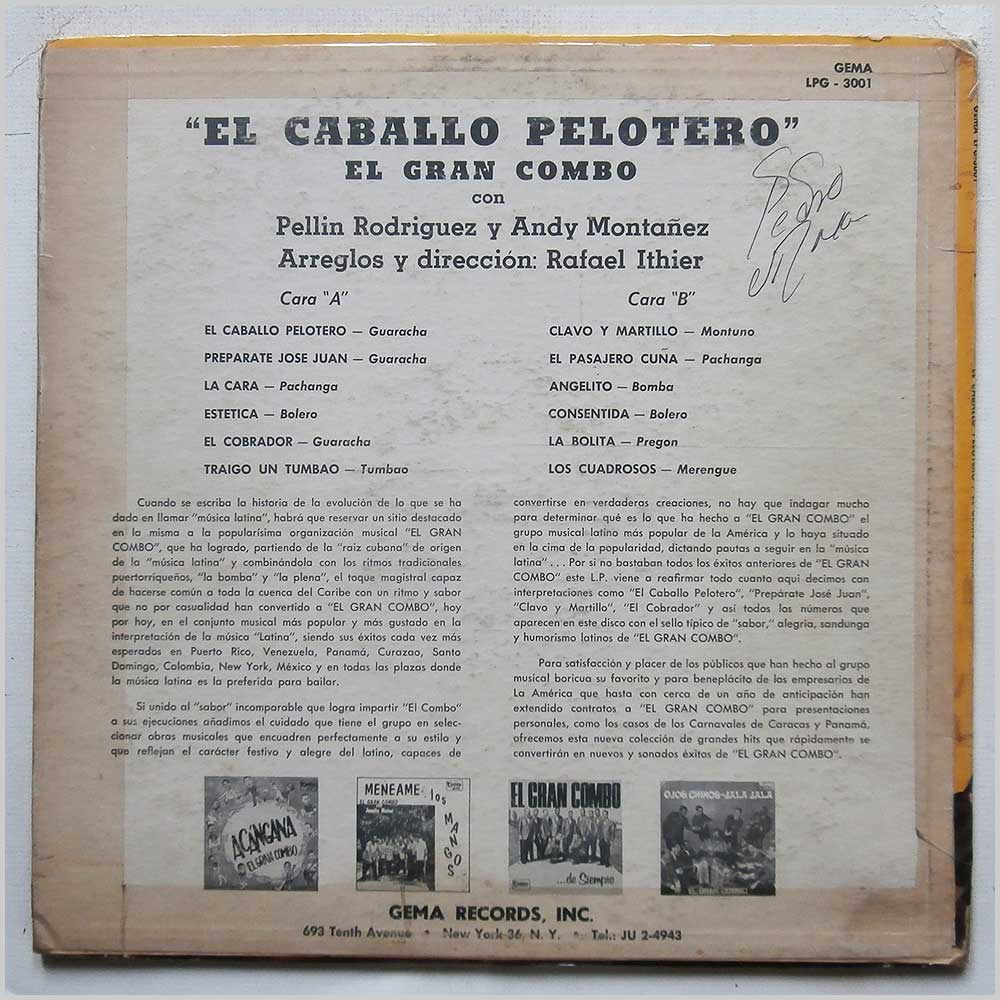 GEMA
LPG - 3001
"EL CABALLO PELOTERO"
EL GRAN COMBO
con
Pellin Rodriguez y Andy Montañez
Arreglos y dirección: Rafael Ithier
Cara "A"
EL CABALLO PELOTERO — Guaracha
PREPARATE JOSE JUAN — Guaracha
LA CARA — Pachanga
ESTETICA — Bolero
EL COBRADOR — Guaracha
TRAIGO UN TUMBAO — Tumbao
Cara "B"
CLAVO Y MARTILLO — Montuno
EL PASAJERO CUÑA — Pachanga
ANGELITO — Bomba
CONSENTIDA — Bolero
LA BOLITA — Pregon
LOS CUADROSOS — Merengue
Cuando se escriba la historia de la evolución de lo que se ha
dado en llamar "música latina", habrá que reservar un sitio destacado
en la misma a la popularísima organización musical "EL GRAN
COMBO", que ha logrado, partiendo de la "raíz cubana" de origen
de la "música latina" y combinándola con los ritmos tradicionales
puertorriqueños, "la bomba" y "la plena", el toque magistral capaz
de hacerse común a toda la cuenca del Caribe con un ritmo y sabor
que no por casualidad han convertido a "EL GRAN COMBO", hoy
por hoy, en el conjunto musical más popular y más gustado en la
interpretación de la música "Latina", siendo sus éxitos cada vez más
esperados en Puerto Rico, Venezuela, Panamá, Curazao, Santo
Domingo, Colombia, New York, México y en todas las plazas donde
la música latina es la preferida para bailar.
Si unido al "sabor" incomparable que logra impartir "El Combo"
a sus ejecuciones añadimos el cuidado que tiene el grupo en selec-
cionar obras musicales que encuadren perfectamente a su estilo y
que reflejan el carácter festivo y alegre del latino, capaces de
convertirse en verdaderas creaciones, no hay que indagar mucho
para determinar qué es lo que ha hecho a "EL GRAN COMBO" el
grupo musical latino más popular de la América y lo haya situado
en la cima de la popularidad, dictando pautas a seguir en la "música
latina" . . . Por si no bastaban todos los éxitos anteriores de "EL GRAN
COMBO" este L.P. viene a reafirmar todo cuanto aqui decimos con
interpretaciones como "El Caballo Pelotero", "Prepárate José Juan",
"Clavo y Martillo", "El Cobrador" y así todos los números que
aparecen en este disco con el sello típico de "sabor," alegria, sandunga
y humorismo latinos de "EL GRAN COMBO".
Para satisfacción y placer de los públicos que han hecho al grupo
musical boricua su favorito y para beneplácito de los empresarios de
La América que hasta con cerca de un año de anticipación han
extendido contratos a "EL GRAN COMBO" para presentaciones
personales, como los casos de los Carnavales de Caracas y Panamá,
ofrecemos esta nueva colección de grandes hits que rápidamente se
convertirán en nuevos y sonados éxitos de "EL GRAN COMBO".
ACÁNGANA
EL GRAN COMBO
MENEAME los MANGOS
EL GRAN COMBO
EL GRAN COMBO
...de Siempre
OJOS CHINOS-JALA JALA
EL GRAN COMBO
GEMA RECORDS, INC.
693 Tenth Avenue • New York 36, N. Y. • Tel.: JU 2-4943
Pedro